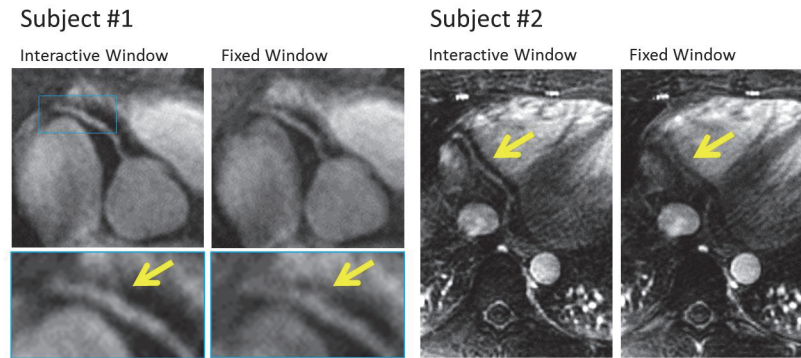 Subject #1
Interactive Window
Fixed Window
Subject #2
Interactive Window
Fixed Window